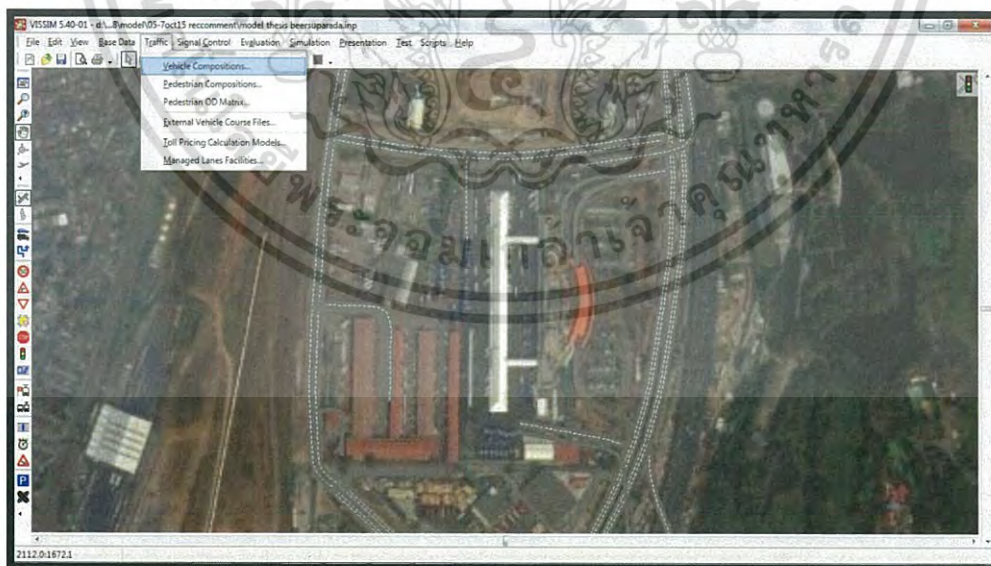 VISSIM 5.40-01 - d:\...8\model\05-7oct15 reccomment\model thesis beersuparada.inp
File Edit View Base Data Traffic Signal Control Evaluation Simulation Presentation Test Scripts Help
Vehicle Compositions...
Pedestrian Compositions...
Pedestrian OD Matrix...
External Vehicle Course Files...
Toll Pricing Calculation Models...
Managed Lanes Facilities...
2112.0:1672.1